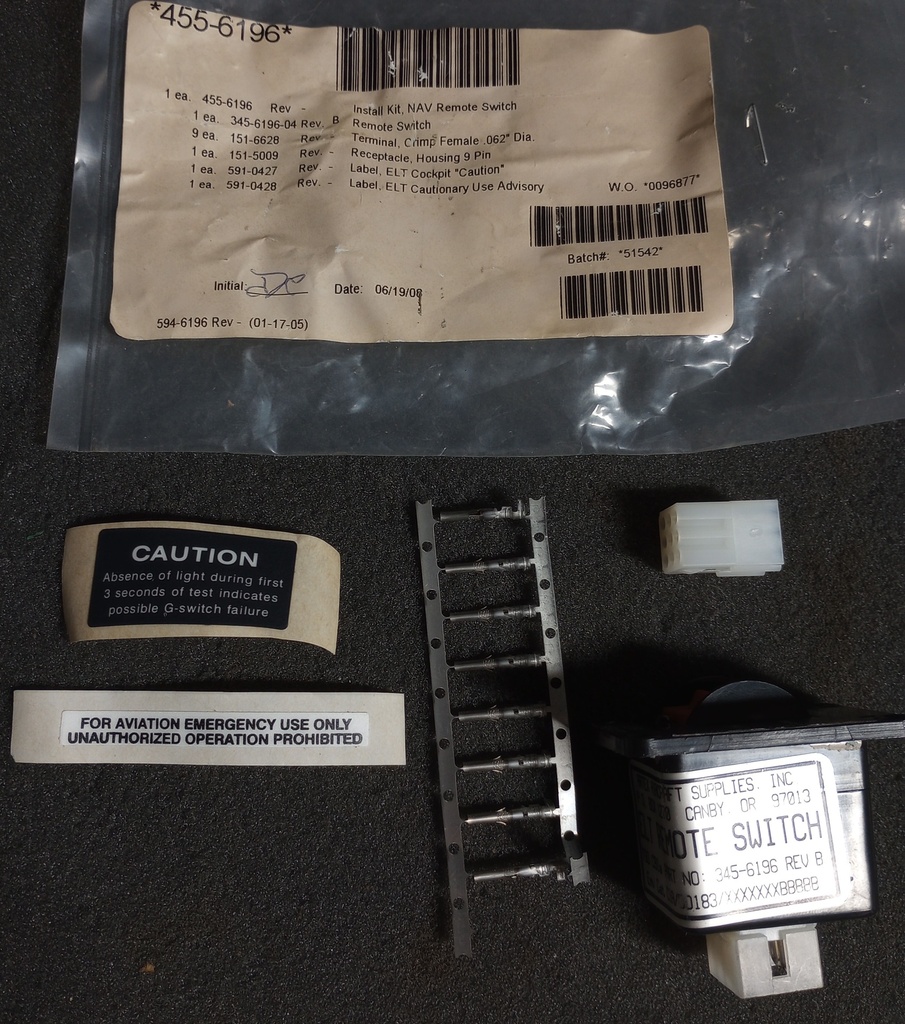 *455-6196*
1 ea. 455-6196 Rev - Install Kit, NAV Remote Switch
1 ea. 345-6196-04 Rev. B Remote Switch
9 ea. 151-6628 Rev. - Terminal, Crimp Female .062" Dia.
1 ea. 151-5009 Rev. - Receptacle, Housing 9 Pin
1 ea. 591-0427 Rev. - Label, ELT Cockpit "Caution"
1 ea. 591-0428 Rev. - Label, ELT Cautionary Use Advisory
W.O. *0096877*
Batch#: *51542*
Initial: Date: 06/19/08
594-6196 Rev - (01-17-05)
CAUTION
Absence of light during first
3 seconds of test indicates
possible G-switch failure
FOR AVIATION EMERGENCY USE ONLY
UNAUTHORIZED OPERATION PROHIBITED
SUPPLIES, INC
CANBY, OR 97013
SWITCH
NO: 345-6196 REV B